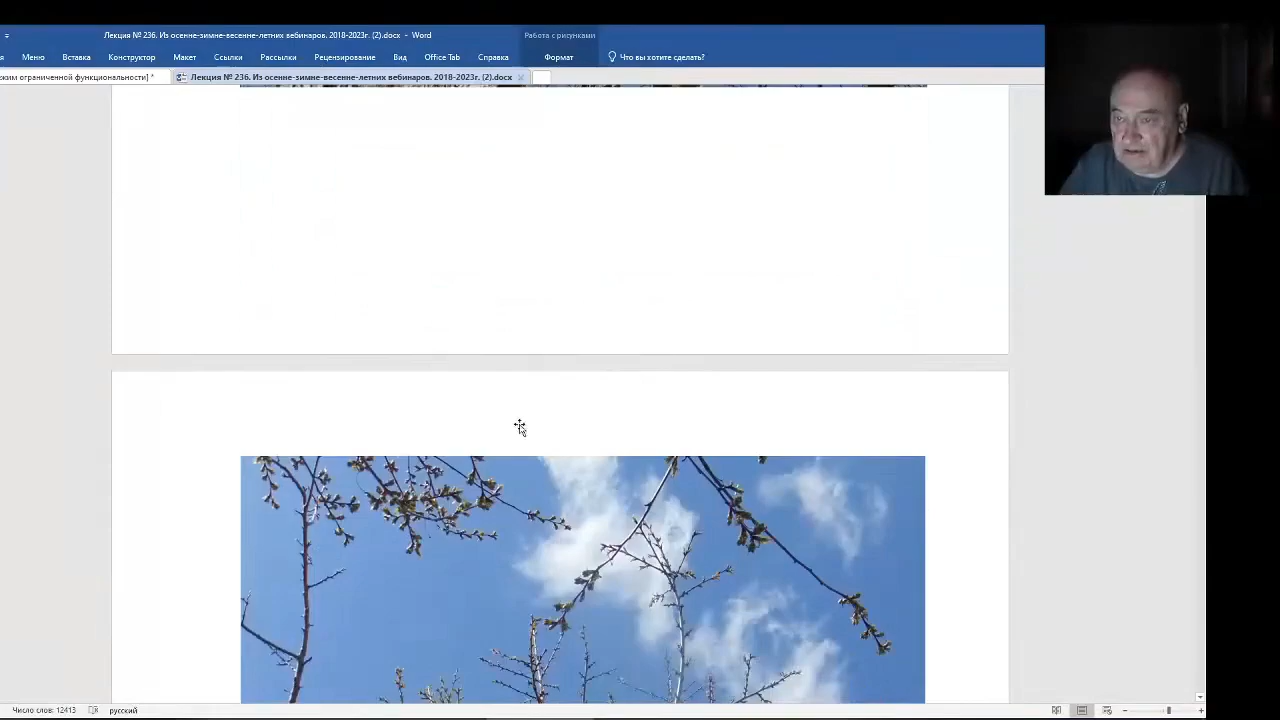 Лекция № 236. Из осенне-зимне-весенне-летних вебинаров. 2018-2023г. (2).docx - Word
Работа с рисунками
я Меню Вставка Конструктор Макет Ссылки Рассылки Рецензирование Вид Office Tab Справка Формат Что вы хотите сделать?
ежим ограниченной функциональности] * Лекция № 236. Из осенне-зимне-весенне-летних вебинаров. 2018-2023г. (2).docx
Число слов: 12413 русский